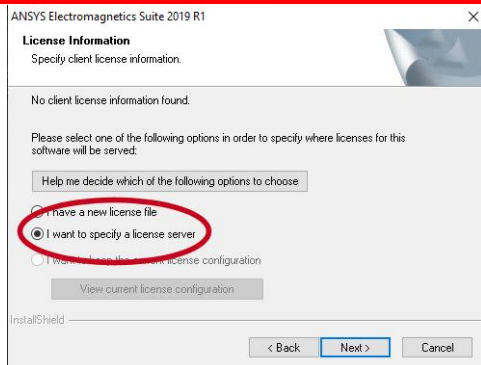 ANSYS Electromagnetics Suite 2019 R1
License Information
Specify client license information.
No client license information found.
Please select one of the following options in order to specify where licenses for this
software will be served:
Help me decide which of the following options to choose
I have a new license file
I want to specify a license server
I want to keep the current license configuration
View current license configuration
InstallShield
< Back Next > Cancel